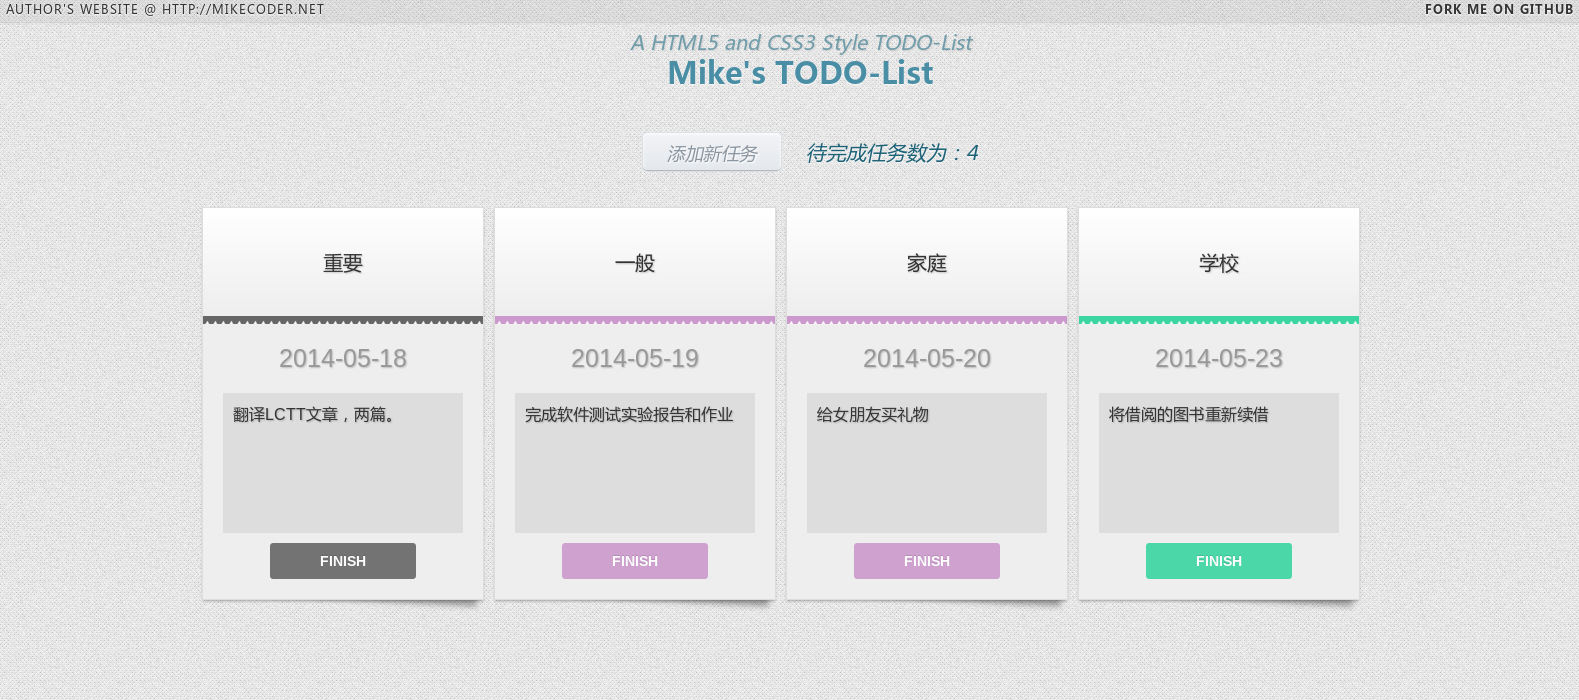 AUTHOR'S WEBSITE @ HTTP://MIKECODER.NET
FORK ME ON GITHUB
A HTML5 and CSS3 Style TODO-List
Mike's TODO-List
添加新任务
待完成任务数为：4
重要
一般
家庭
学校
2014-05-18
2014-05-19
2014-05-20
2014-05-23
翻译LCTT文章，两篇。
完成软件测试实验报告和作业
给女朋友买礼物
将借阅的图书重新续借
FINISH
FINISH
FINISH
FINISH